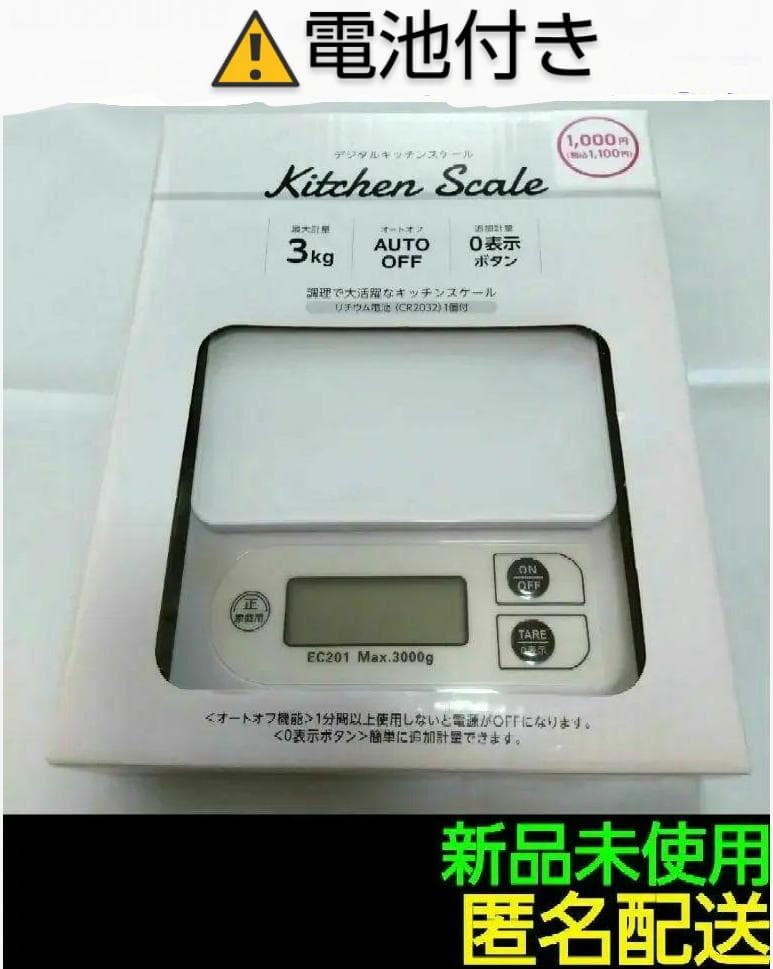 ⚠電池付き
デジタルキッチンスケール
Kitchen Scale
1,000円
(税込1,100円)
最大計量
3kg
オートオフ
AUTO
OFF
追加計量
0表示
ボタン
調理で大活躍なキッチンスケール
リチウム電池(CR2032)1個付
ON
OFF
正
家庭用
TARE
0表示
EC201 Max.3000g
<オートオフ機能>1分間以上使用しないと電源がOFFになります。
<0表示ボタン>簡単に追加計量できます。
新品未使用
匿名配送